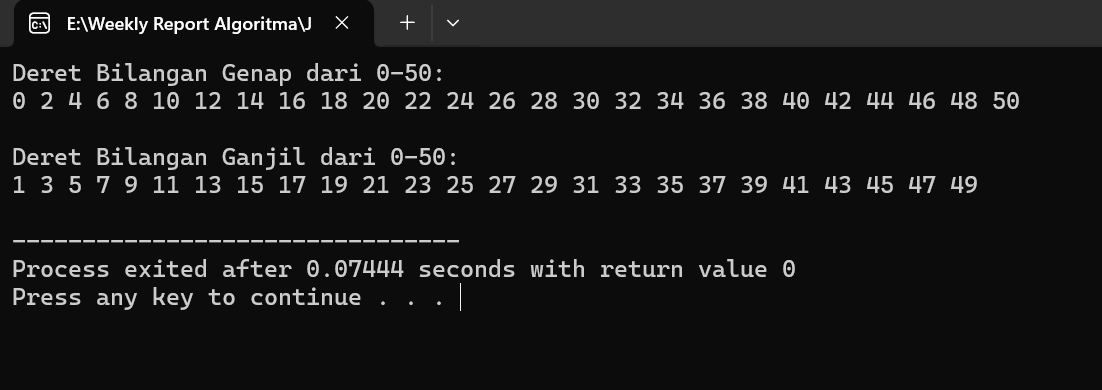 E:\Weekly Report Algoritma\J
Deret Bilangan Genap dari 0-50:
0 2 4 6 8 10 12 14 16 18 20 22 24 26 28 30 32 34 36 38 40 42 44 46 48 50
Deret Bilangan Ganjil dari 0-50:
1 3 5 7 9 11 13 15 17 19 21 23 25 27 29 31 33 35 37 39 41 43 45 47 49
--------------------------------
Process exited after 0.07444 seconds with return value 0
Press any key to continue . . .